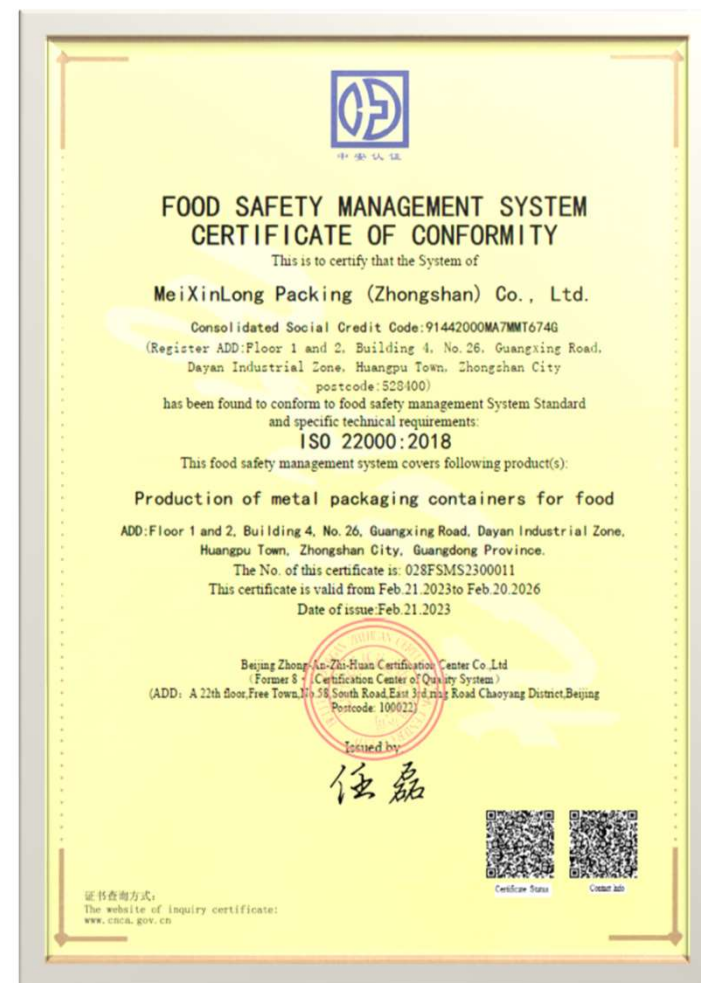 中安认证
FOOD SAFETY MANAGEMENT SYSTEM
CERTIFICATE OF CONFORMITY
This is to certify that the System of
MeiXinLong Packing (Zhongshan) Co., Ltd.
Consolidated Social Credit Code:91442000MA7MMT674G
(Register ADD:Floor 1 and 2, Building 4, No.26, Guangxing Road,
Dayan Industrial Zone, Huangpu Town, Zhongshan City
postcode:528400)
has been found to conform to food safety management System Standard
and specific technical requirements:
ISO 22000:2018
This food safety management system covers following product(s):
Production of metal packaging containers for food
ADD:Floor 1 and 2, Building 4, No.26, Guangxing Road, Dayan Industrial Zone,
Huangpu Town, Zhongshan City, Guangdong Province.
The No. of this certificate is: 028FSMS2300011
This certificate is valid from Feb.21.2023to Feb.20.2026
Date of issue:Feb.21.2023
Beijing Zhong-An-Zhi-Huan Certification Center Co.,Ltd
(Former 8 Certification Center of Quality System)
(ADD: A 22th floor,Free Town,No.58,South Road,East 3rd,ring Road Chaoyang District,Beijing
Postcode: 100022)
Issued by
任磊
Certificate Status
Contact Info
证书查询方式:
The website of inquiry certificate:
www.cnca.gov.cn